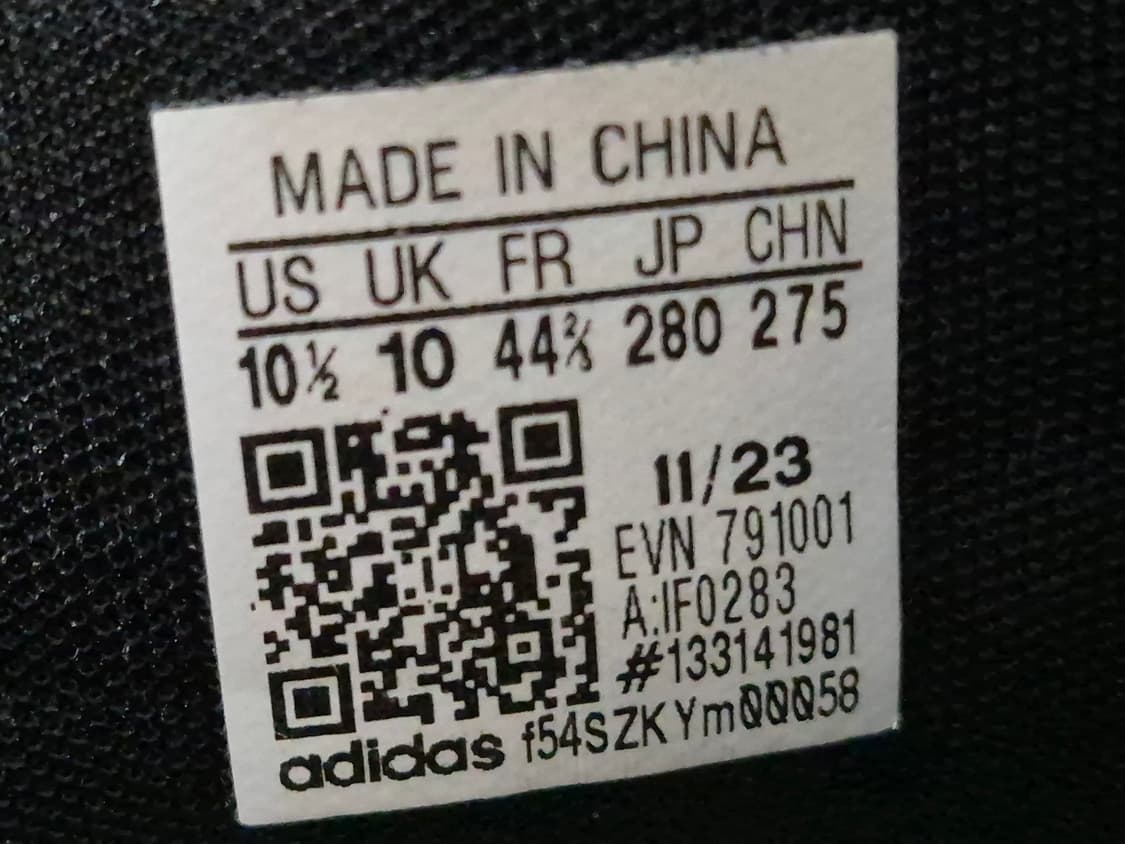 MADE IN CHINA
US UK FR JP CHN
10½ 10 44⅔ 280 275
11/23
EVN 791001
A:IF0283
#133141981
adidas f54SZKYm00058